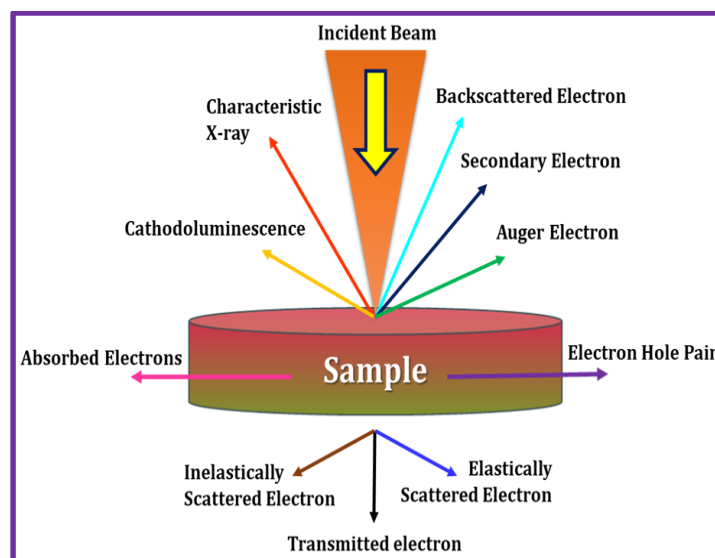 Incident Beam
Characteristic
X-ray
Backscattered Electron
Secondary Electron
Cathodoluminescence
Auger Electron
Absorbed Electrons
Sample
Electron Hole Pair
Inelastically
Scattered Electron
Elastically
Scattered Electron
Transmitted electron